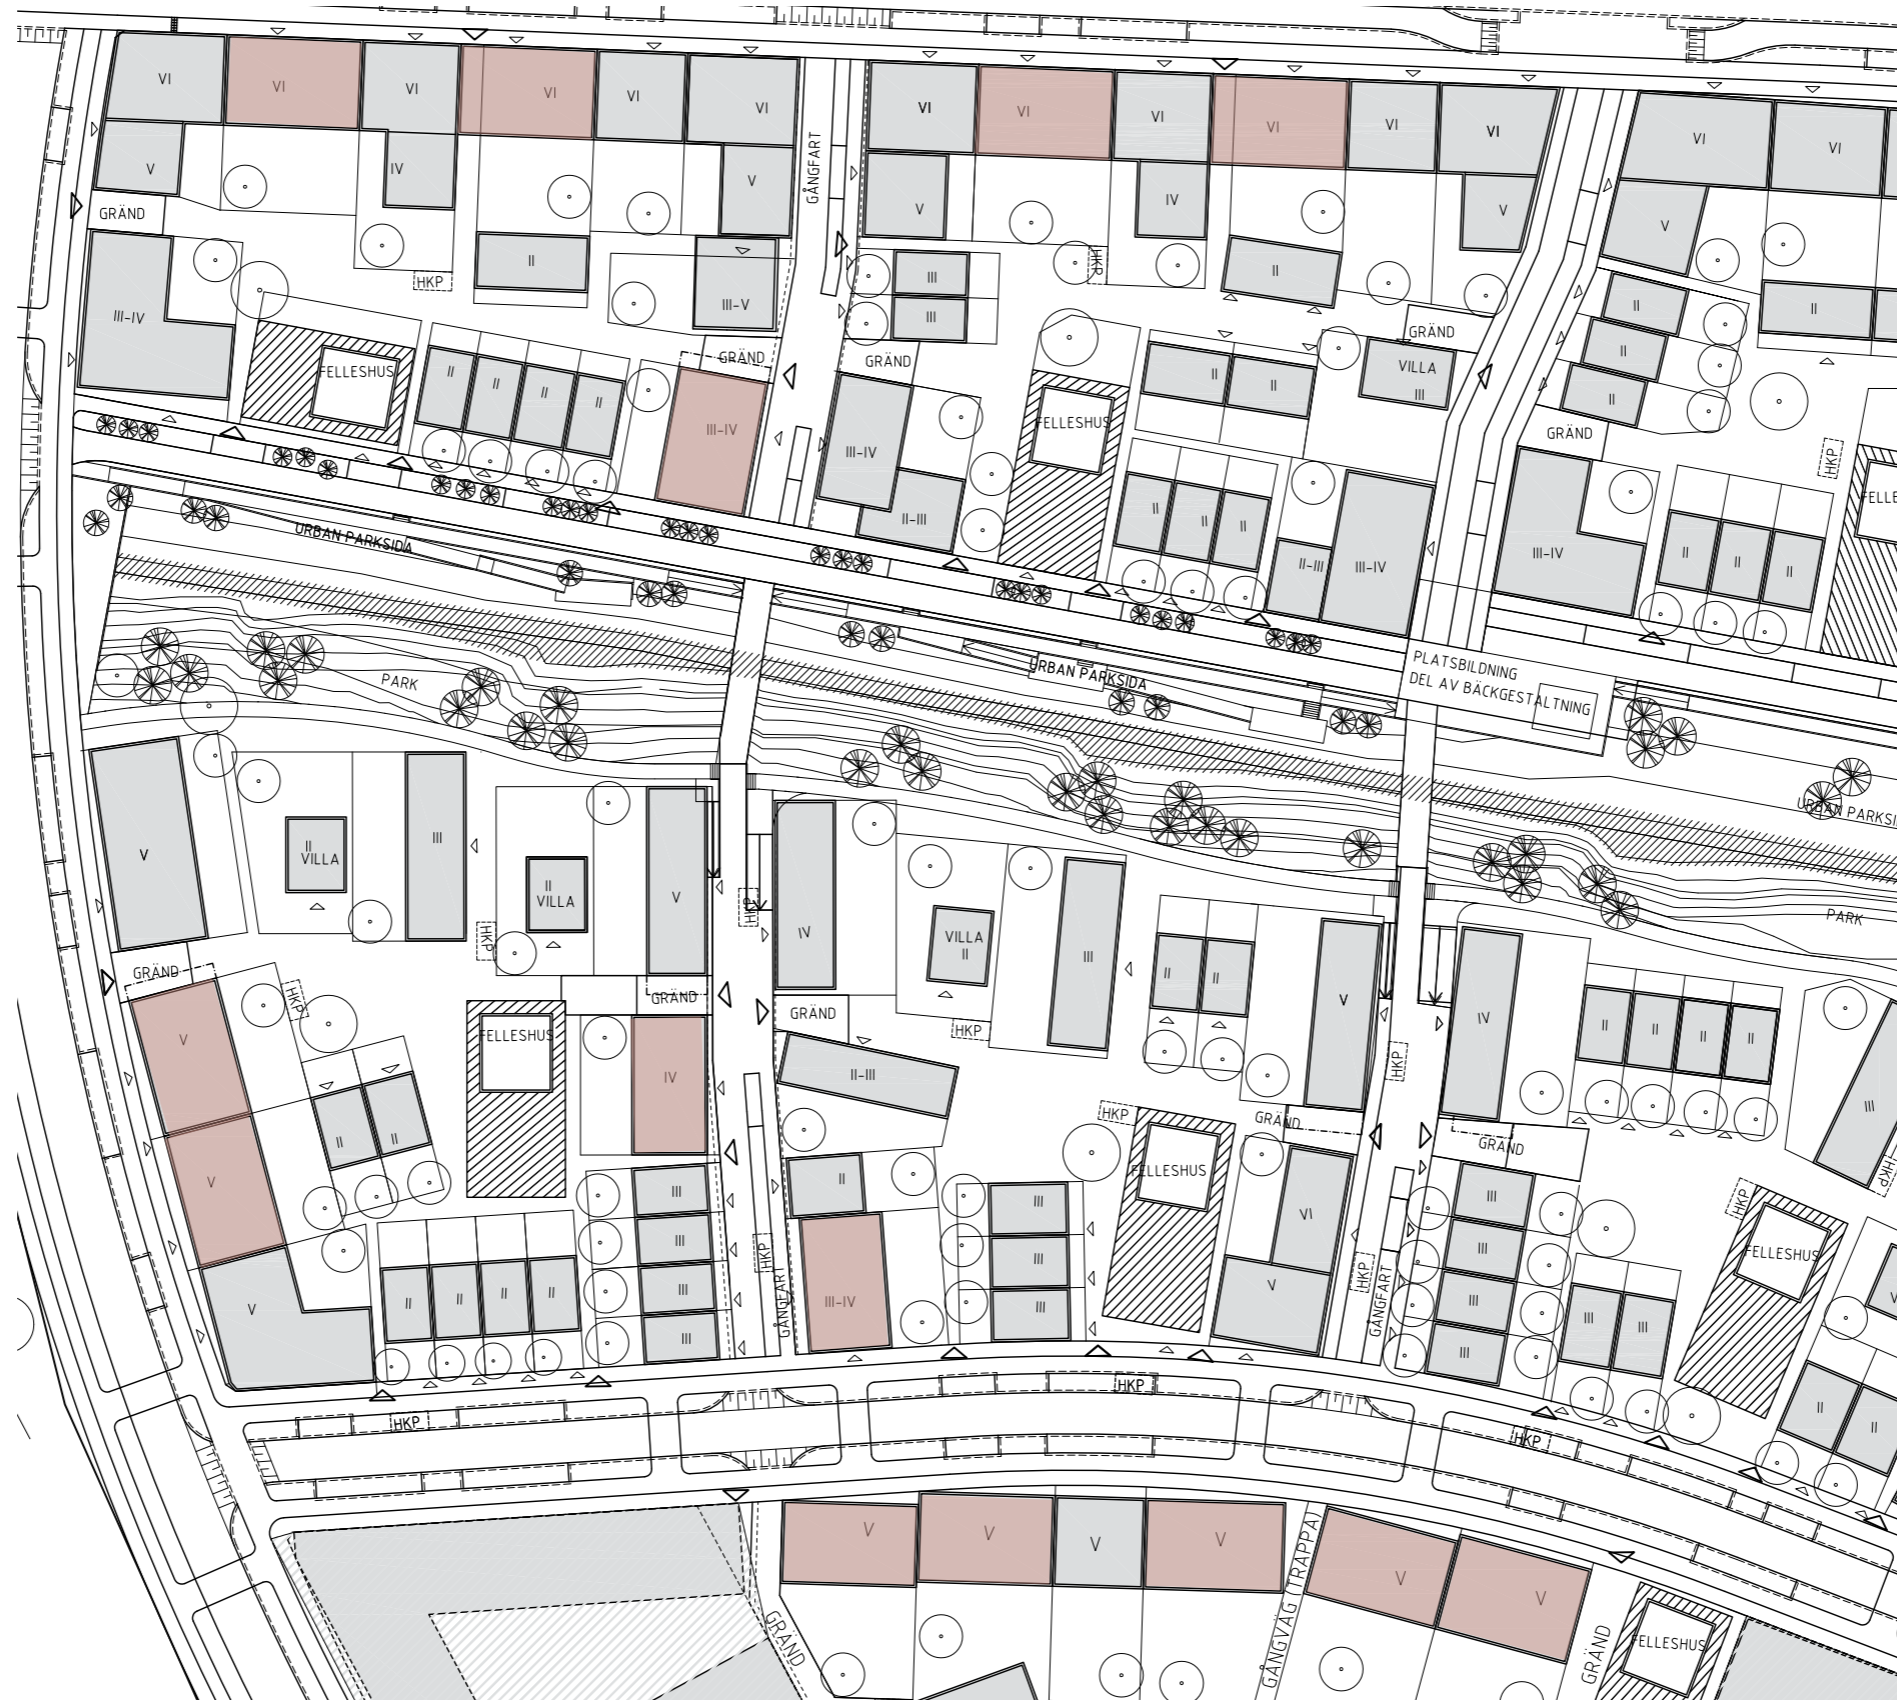 VI
VI
VI
VI
VI
VI
VI
VI
VI
VI
VI
VI
VI
VI
V
IV
V
V
IV
V
V
GÅNGFART
GRÄND
II
HKP
III-V
III
III
HKP
II
II
II
III-IV
GRÄND
GRÄND
GRÄND
VILLA
III
II
II
FELLESHUS
II
II
II
II
III-IV
II
II
FELLESHUS
GRÄND
HKP
III-IV
II-III
II
II
II
II-III
III-IV
III-IV
II
II
II
URBAN PARKSIDA
URBAN PARKSIDA
PLATSBILDNING
DEL AV BÄCKGESTALTNING
PARK
URBAN PARKSI
PARK
V
II
VILLA
III
II
VILLA
V
HKP
HKP
IV
VILLA
II
III
II
II
V
IV
GRÄND
GRÄND
GRÄND
HKP
HKP
V
FELLESHUS
IV
II-III
HKP
HKP
II
II
II
II
III
GRÄND
GRÄND
II
II
V
FELLESHUS
II
III
III
III
III
III
III
III
III-IV
HKP
GÅNGFART
VI
V
HKP
GÅNGFART
III
III
III
III
HKP
HKP
FELLESHUS
V
II
II
II
II
III
III
II
II
HKP
HKP
HKP
V
V
V
V
V
V
GRÄND
GÅNGVÄG (TRAPPA)
GRÄND
FELLESHUS